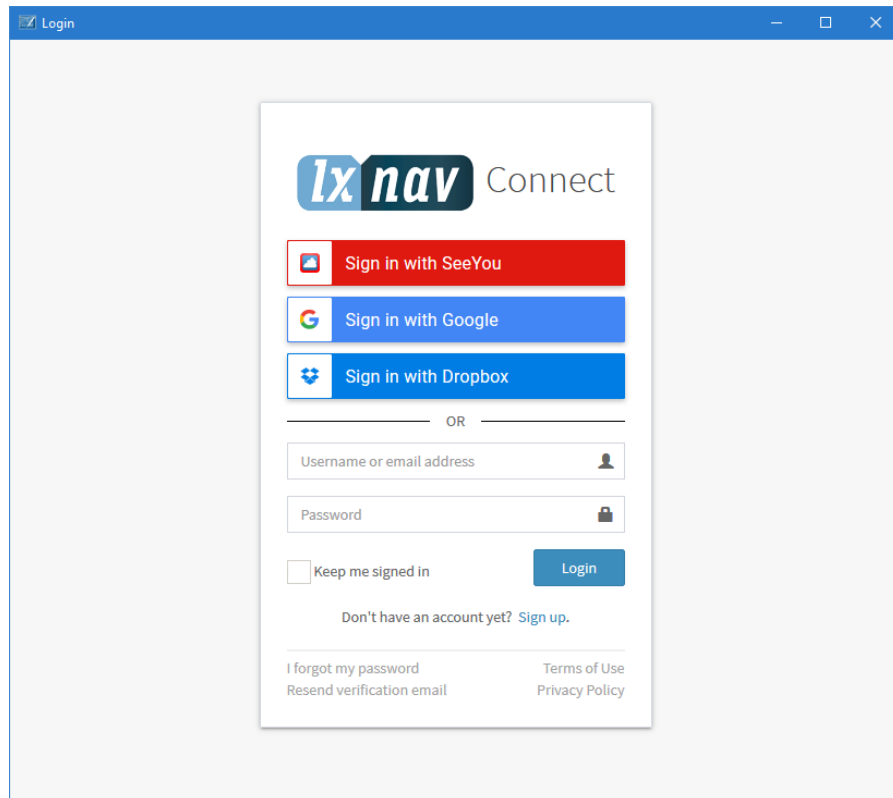 Login
lx nav Connect
Sign in with SeeYou
Sign in with Google
Sign in with Dropbox
OR
Username or email address
Password
Keep me signed in
Login
Don't have an account yet? Sign up.
I forgot my password
Terms of Use
Resend verification email
Privacy Policy